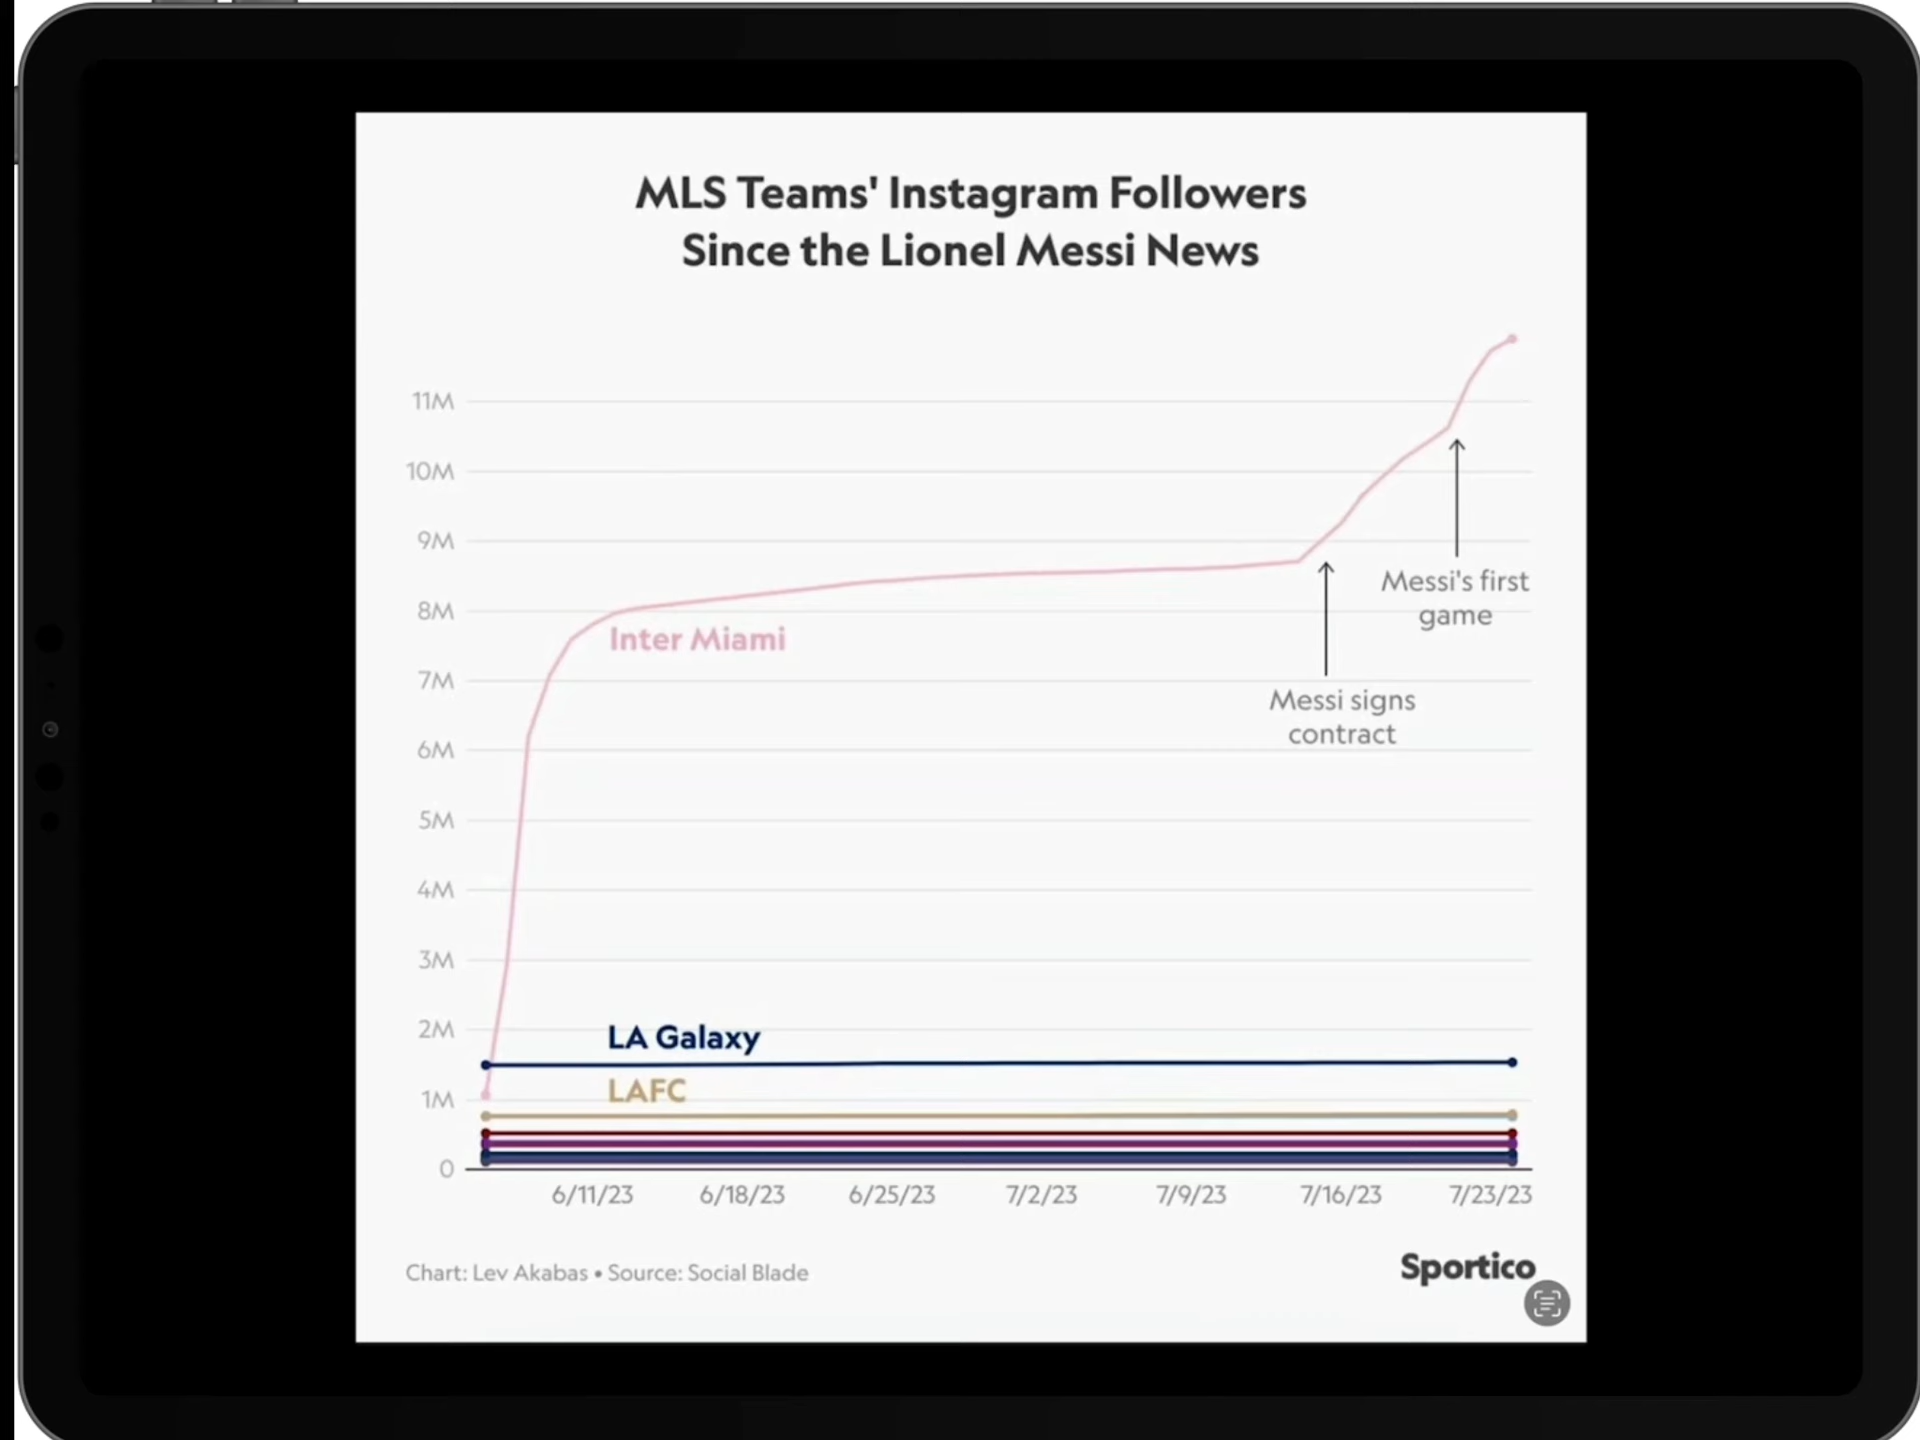 MLS Teams' Instagram Followers
Since the Lionel Messi News
11M
10M
9M
8M
7M
6M
5M
4M
3M
2M
1M
0
Inter Miami
Messi's first
game
Messi signs
contract
LA Galaxy
LAFC
6/11/23
6/18/23
6/25/23
7/2/23
7/9/23
7/16/23
7/23/23
Chart: Lev Akabas • Source: Social Blade
Sportico